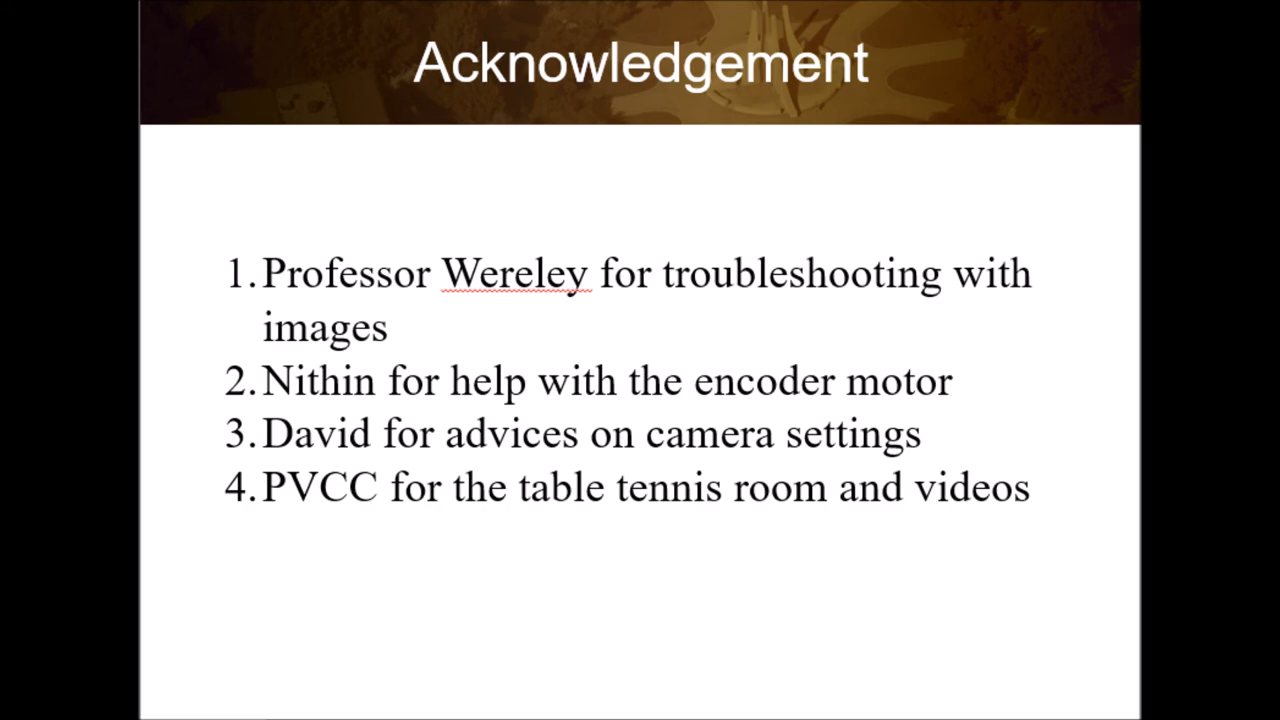 Acknowledgement
1. Professor Wereley for troubleshooting with
images
2. Nithin for help with the encoder motor
3. David for advices on camera settings
4. PVCC for the table tennis room and videos